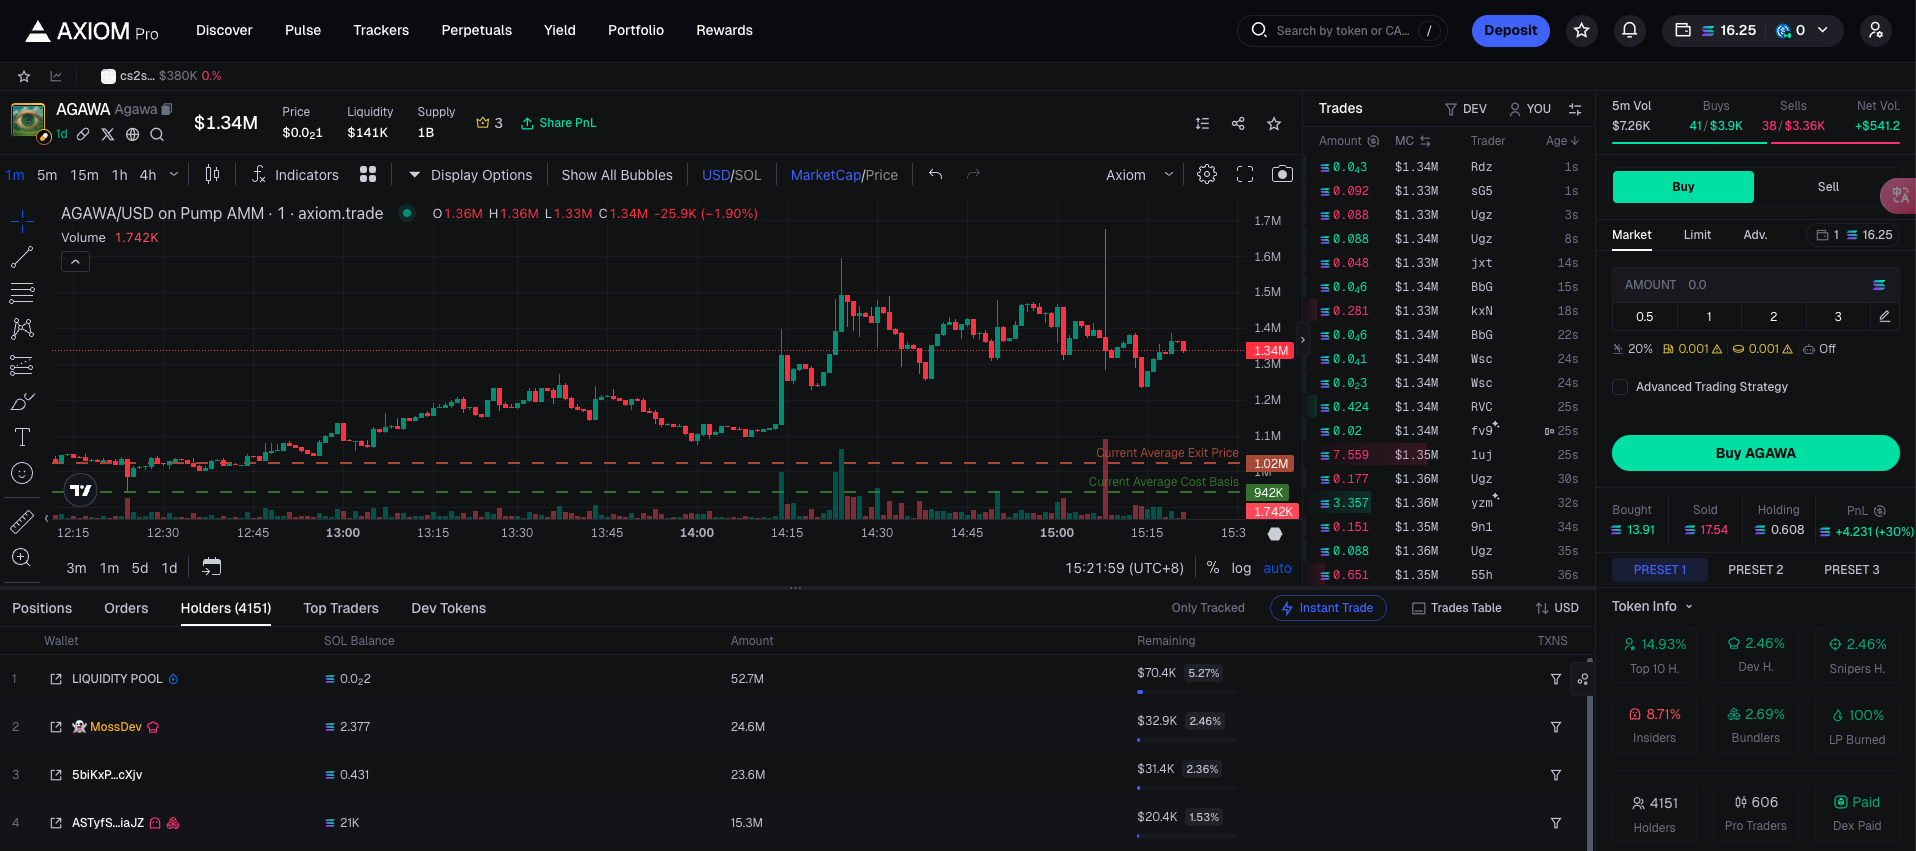 AXIOM Pro
Discover Pulse Trackers Perpetuals Yield Portfolio Rewards
Search by token or CA... /
Deposit
16.25 0
cs2s... $380K 0.%
AGAWA Agawa
1d
$1.34M
Price
$0.0₂1
Liquidity
$141K
Supply
1B
3
Share PnL
1m 5m 15m 1h 4h
Indicators
Display Options
Show All Bubbles
USD/SOL
MarketCap/Price
Axiom
AGAWA/USD on Pump AMM · 1 · axiom.trade
O1.36M H1.36M L1.33M C1.34M -25.9K (−1.90%)
Volume 1.742K
1.7M
1.6M
1.5M
1.4M
1.34M
1.3M
1.2M
1.1M
Current Average Exit Price
1.02M
1M
Current Average Cost Basis
942K
1.742K
12:15 12:30 12:45 13:00 13:15 13:30 13:45 14:00 14:15 14:30 14:45 15:00 15:15 15:3
3m 1m 5d 1d
15:21:59 (UTC+8)
% log auto
Trades
DEV YOU
Amount MC Trader Age
0.0₄3 $1.34M Rdz 1s
0.092 $1.33M sG5 1s
0.088 $1.33M Ugz 3s
0.088 $1.34M Ugz 8s
0.048 $1.33M jxt 14s
0.0₄6 $1.34M BbG 15s
0.281 $1.33M kxN 18s
0.0₄6 $1.34M BbG 22s
0.0₄1 $1.34M Wsc 24s
0.0₂3 $1.34M Wsc 24s
0.424 $1.34M RVC 25s
0.02 $1.34M fv9 25s
7.559 $1.35M 1uj 25s
0.177 $1.36M Ugz 30s
3.357 $1.36M yzm 32s
0.151 $1.35M 9n1 34s
0.088 $1.36M Ugz 35s
0.651 $1.35M 55h 36s
5m Vol Buys Sells Net Vol.
$7.26K 41/$3.9K 38/$3.36K +$541.2
Buy Sell
中A
Market Limit Adv. 1 16.25
AMOUNT 0.0
0.5 1 2 3
20% 0.001 0.001 Off
Advanced Trading Strategy
Buy AGAWA
Bought Sold Holding PnL
13.91 17.54 0.608 +4.231 (+30%)
PRESET 1 PRESET 2 PRESET 3
Token Info
14.93% 2.46% 2.46%
Top 10 H. Dev H. Snipers H.
8.71% 2.69% 100%
Insiders Bundlers LP Burned
4151 606 Paid
Holders Pro Traders Dex Paid
Positions Orders Holders (4151) Top Traders Dev Tokens
Only Tracked Instant Trade Trades Table USD
Wallet SOL Balance Amount Remaining TXNS
1 LIQUIDITY POOL 0.0₂2 52.7M $70.4K 5.27%
2 MossDev 2.377 24.6M $32.9K 2.46%
3 5biKxP...cXjv 0.431 23.6M $31.4K 2.36%
4 ASTyfS...iaJZ 21K 15.3M $20.4K 1.53%